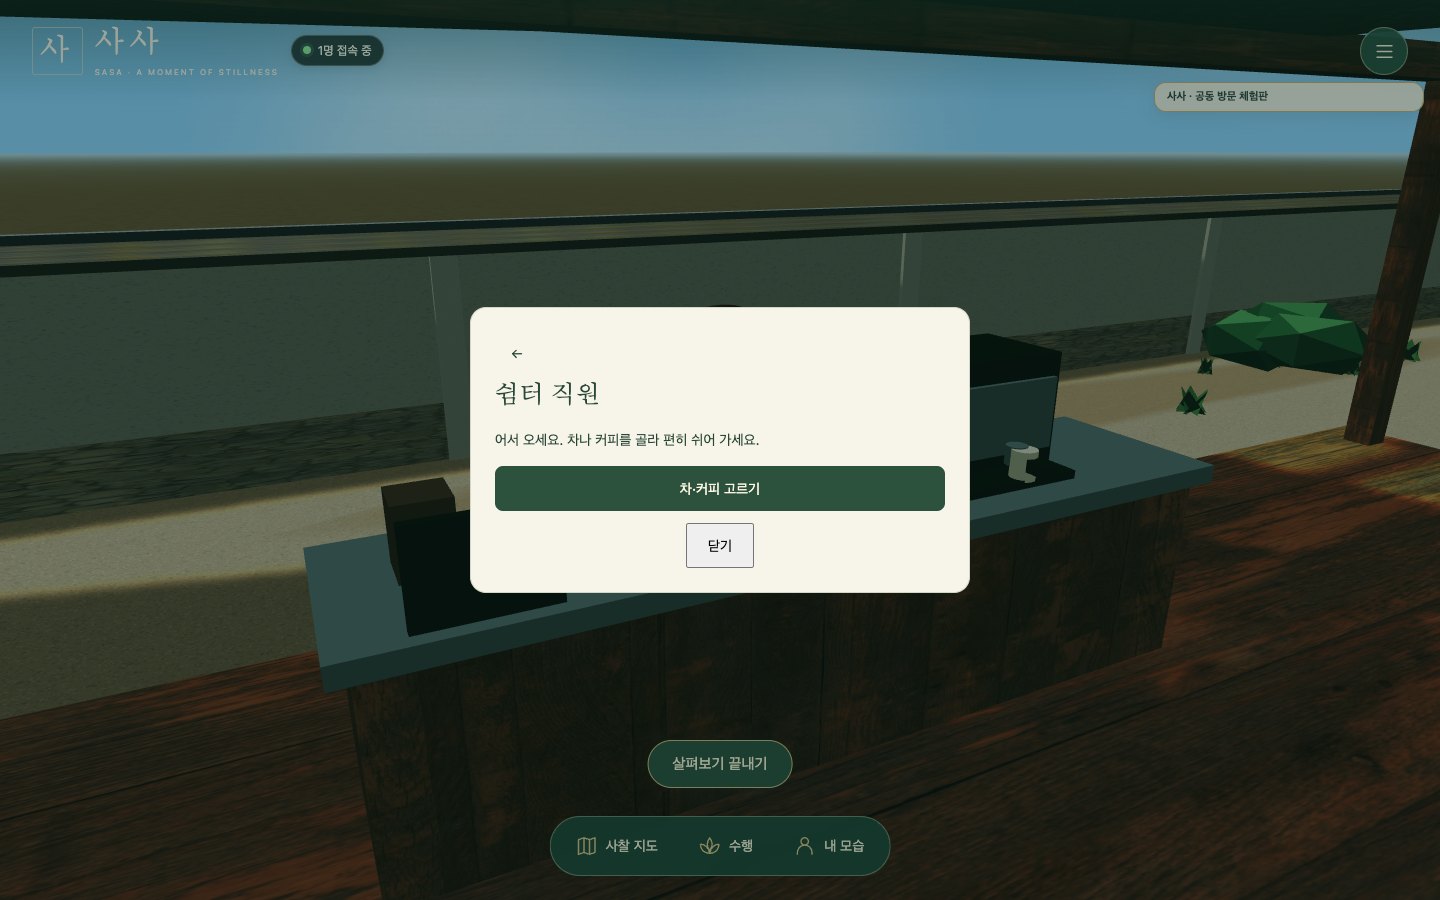 사
사사
SASA · A MOMENT OF STILLNESS
1명 접속 중
사사 · 공동 방문 체험판
←
쉼터 직원
어서 오세요. 차나 커피를 골라 편히 쉬어 가세요.
차·커피 고르기
닫기
살펴보기 끝내기
사찰 지도
수행
내 모습